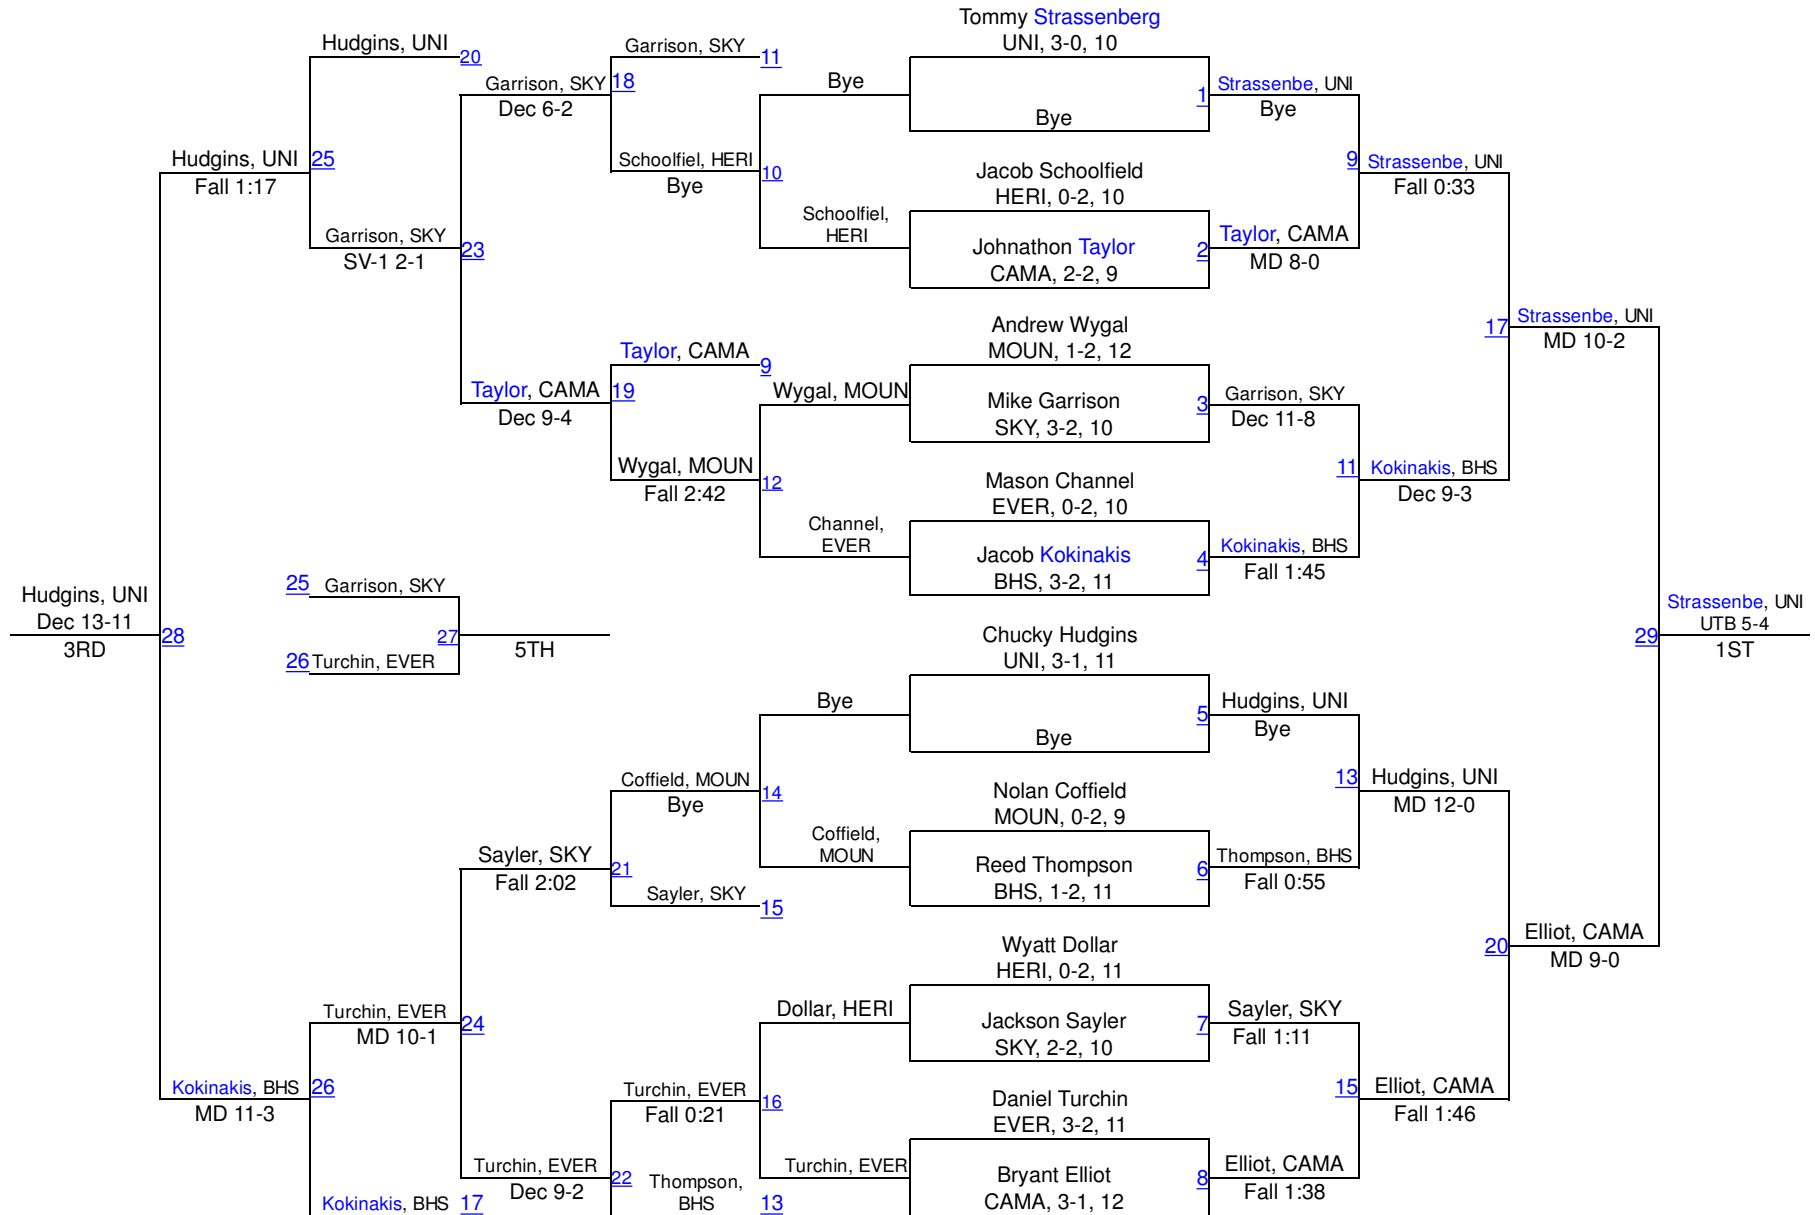 Tommy Strassenberg
UNI, 3-0, 10
Hudgins, UNI
20
Garrison, SKY
11
Garrison, SKY
18
Dec 6-2
Bye
Bye
1
Strassenbe, UNI
Bye
Hudgins, UNI
25
Fall 1:17
Schoolfiel, HERI
10
Bye
Jacob Schoolfield
HERI, 0-2, 10
9
Strassenbe, UNI
Fall 0:33
Garrison, SKY
23
SV-1 2-1
Schoolfiel,
HERI
Johnathon Taylor
CAMA, 2-2, 9
2
Taylor, CAMA
MD 8-0
Andrew Wygal
MOUN, 1-2, 12
17
Strassenbe, UNI
MD 10-2
Taylor, CAMA
9
Taylor, CAMA
19
Dec 9-4
Wygal, MOUN
Mike Garrison
SKY, 3-2, 10
3
Garrison, SKY
Dec 11-8
Wygal, MOUN
12
Fall 2:42
Mason Channel
EVER, 0-2, 10
11
Kokinakis, BHS
Dec 9-3
Channel,
EVER
Jacob Kokinakis
BHS, 3-2, 11
4
Kokinakis, BHS
Fall 1:45
Hudgins, UNI
Dec 13-11
28
3RD
25
Garrison, SKY
27
5TH
26
Turchin, EVER
Strassenbe, UNI
UTB 5-4
29
1ST
Chucky Hudgins
UNI, 3-1, 11
Bye
Bye
5
Hudgins, UNI
Bye
Coffield, MOUN
14
Bye
Nolan Coffield
MOUN, 0-2, 9
13
Hudgins, UNI
MD 12-0
Sayler, SKY
21
Fall 2:02
Coffield,
MOUN
Reed Thompson
BHS, 1-2, 11
6
Thompson, BHS
Fall 0:55
Sayler, SKY
15
Wyatt Dollar
HERI, 0-2, 11
20
Elliot, CAMA
MD 9-0
Turchin, EVER
24
MD 10-1
Dollar, HERI
Jackson Sayler
SKY, 2-2, 10
7
Sayler, SKY
Fall 1:11
Kokinakis, BHS
26
MD 11-3
Turchin, EVER
16
Fall 0:21
Daniel Turchin
EVER, 3-2, 11
15
Elliot, CAMA
Fall 1:46
Turchin, EVER
22
Dec 9-2
Turchin, EVER
Bryant Elliot
CAMA, 3-1, 12
8
Elliot, CAMA
Fall 1:38
Kokinakis, BHS
17
Thompson,
BHS
13